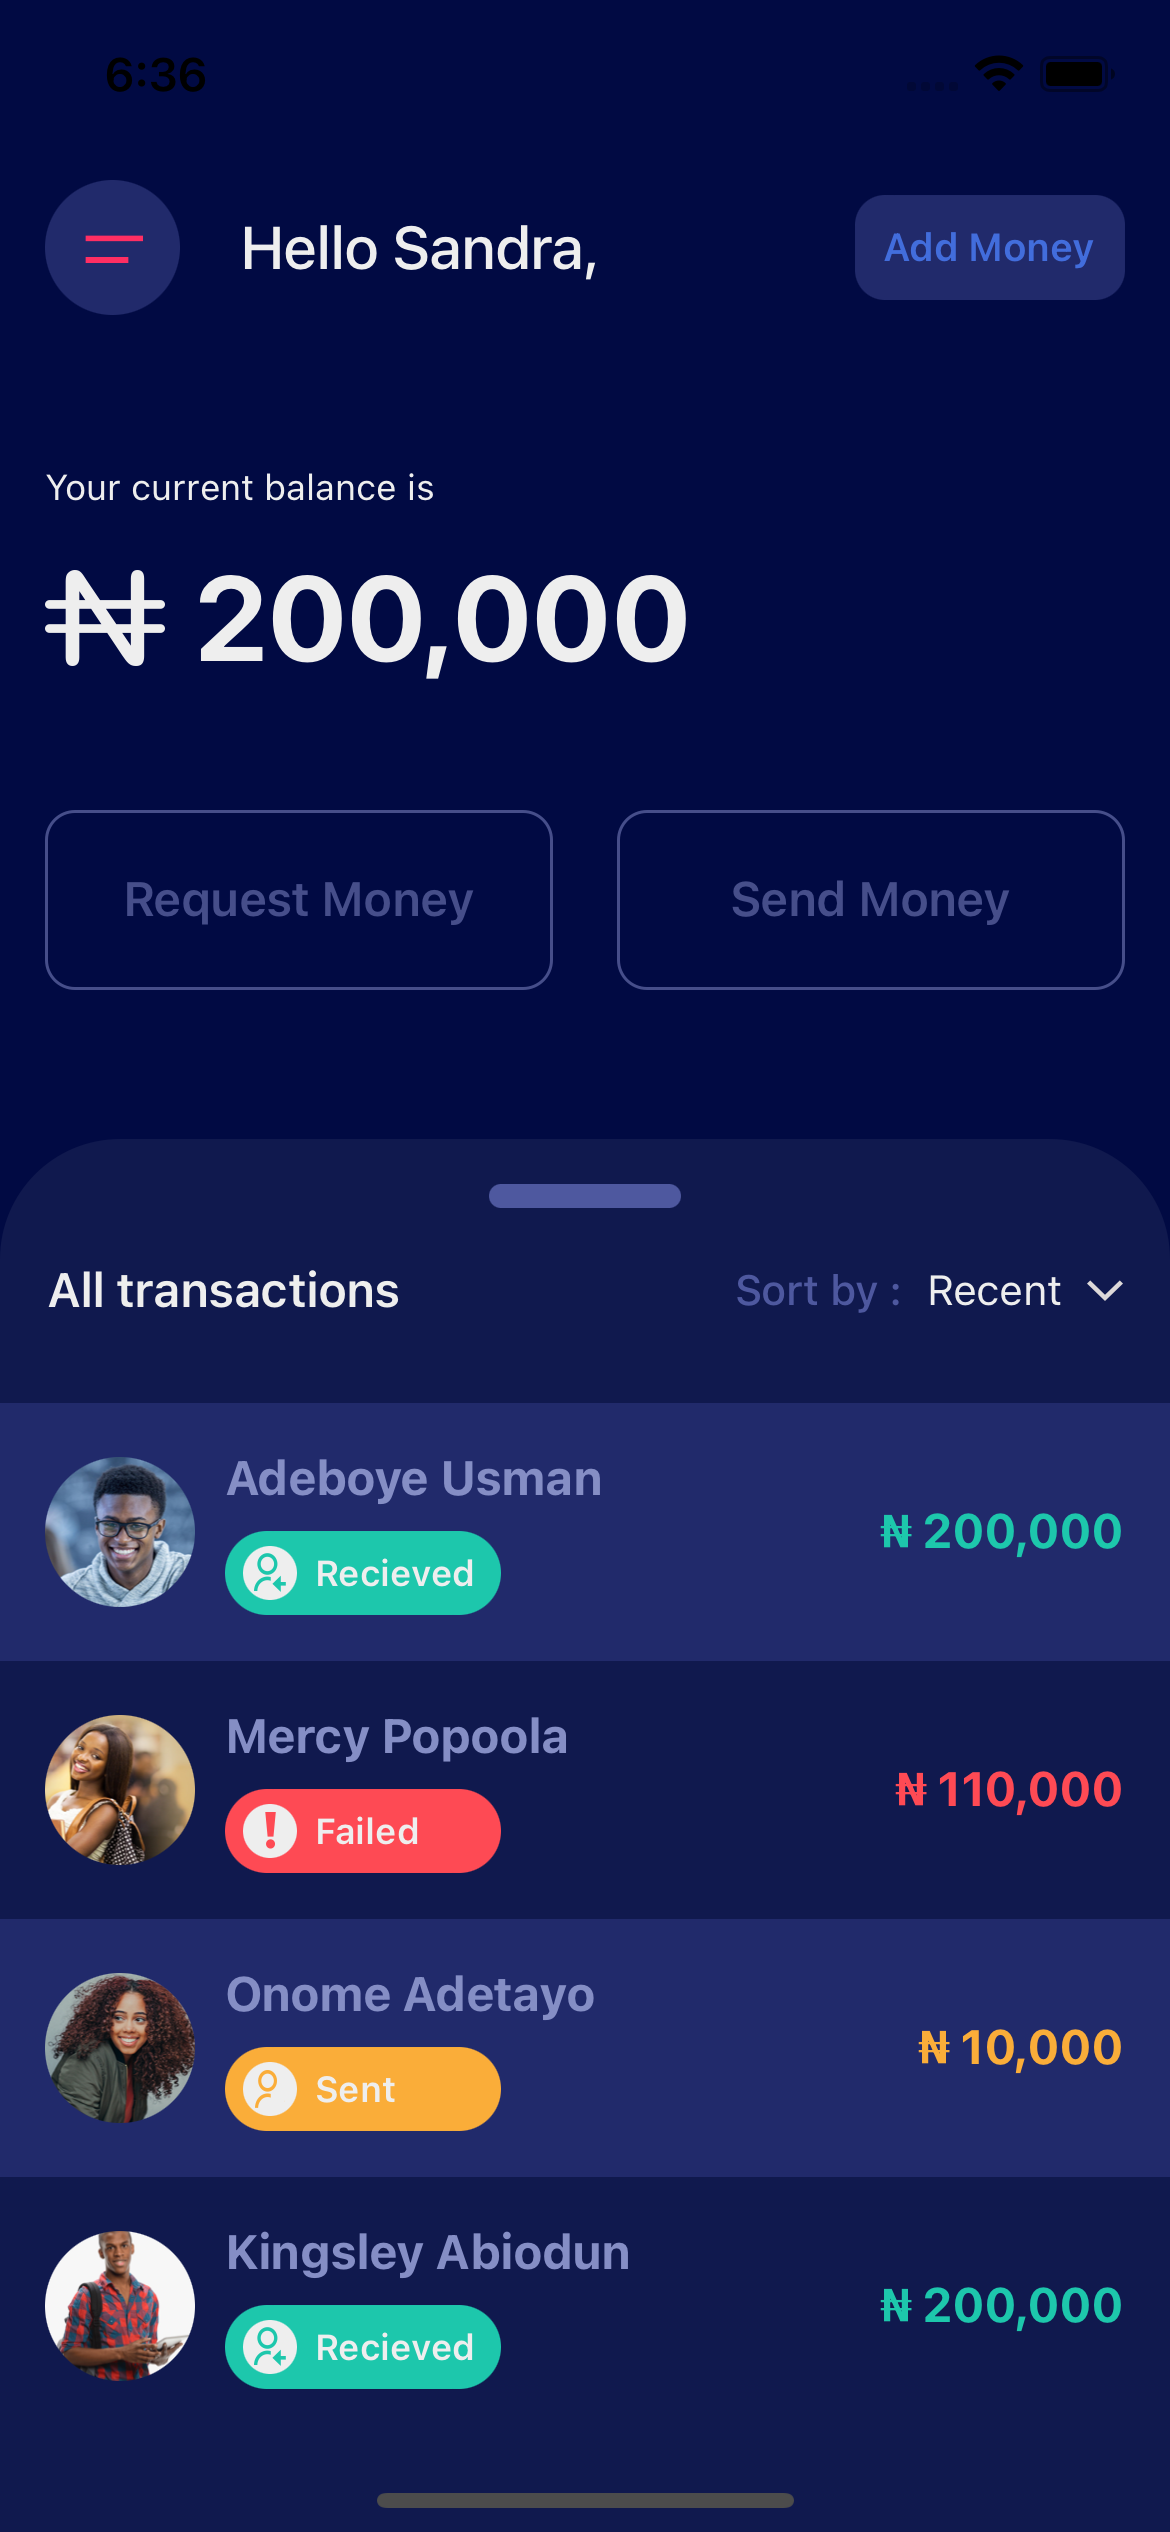 6:36
Hello Sandra,
Add Money
Your current balance is
₦ 200,000
Request Money
Send Money
All transactions
Sort by : Recent
Adeboye Usman
Recieved
₦ 200,000
Mercy Popoola
Failed
₦ 110,000
Onome Adetayo
Sent
₦ 10,000
Kingsley Abiodun
Recieved
₦ 200,000